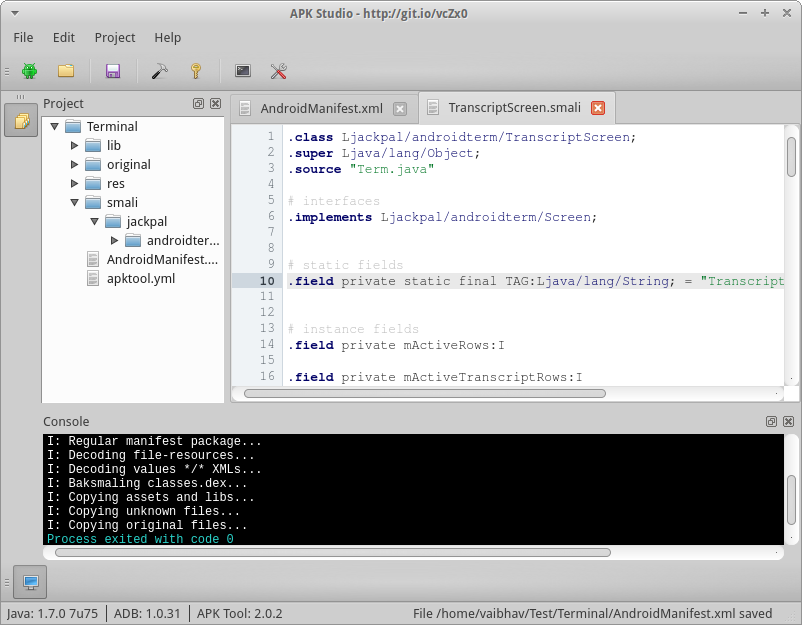 APK Studio - http://git.io/vcZx0
File Edit Project Help
Project
Terminal
lib
original
res
smali
jackpal
androidter...
AndroidManifest....
apktool.yml
AndroidManifest.xml TranscriptScreen.smali
1 .class Ljackpal/androidterm/TranscriptScreen;
2 .super Ljava/lang/Object;
3 .source "Term.java"
4
5 # interfaces
6 .implements Ljackpal/androidterm/Screen;
7
8
9 # static fields
10 .field private static final TAG:Ljava/lang/String; = "Transcript
11
12
13 # instance fields
14 .field private mActiveRows:I
15
16 .field private mActiveTranscriptRows:I
Console
I: Regular manifest package...
I: Decoding file-resources...
I: Decoding values */* XMLs...
I: Baksmaling classes.dex...
I: Copying assets and libs...
I: Copying unknown files...
I: Copying original files...
Process exited with code 0
Java: 1.7.0 7u75 ADB: 1.0.31 APK Tool: 2.0.2 File /home/vaibhav/Test/Terminal/AndroidManifest.xml saved